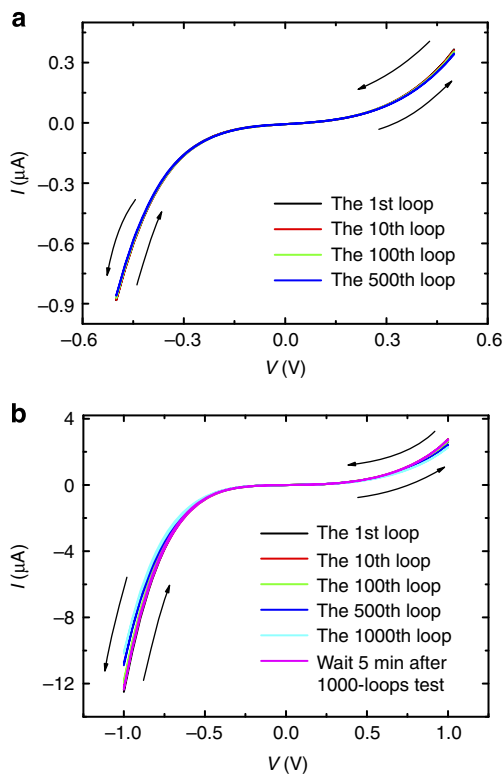 a
0.3
0.0
−0.3
−0.6
−0.9
I (μA)
The 1st loop
The 10th loop
The 100th loop
The 500th loop
−0.6 −0.3 0.0 0.3 0.6
V (V)
b
4
0
−4
−8
−12
I (μA)
The 1st loop
The 10th loop
The 100th loop
The 500th loop
The 1000th loop
Wait 5 min after
1000-loops test
−1.0 −0.5 0.0 0.5 1.0
V (V)